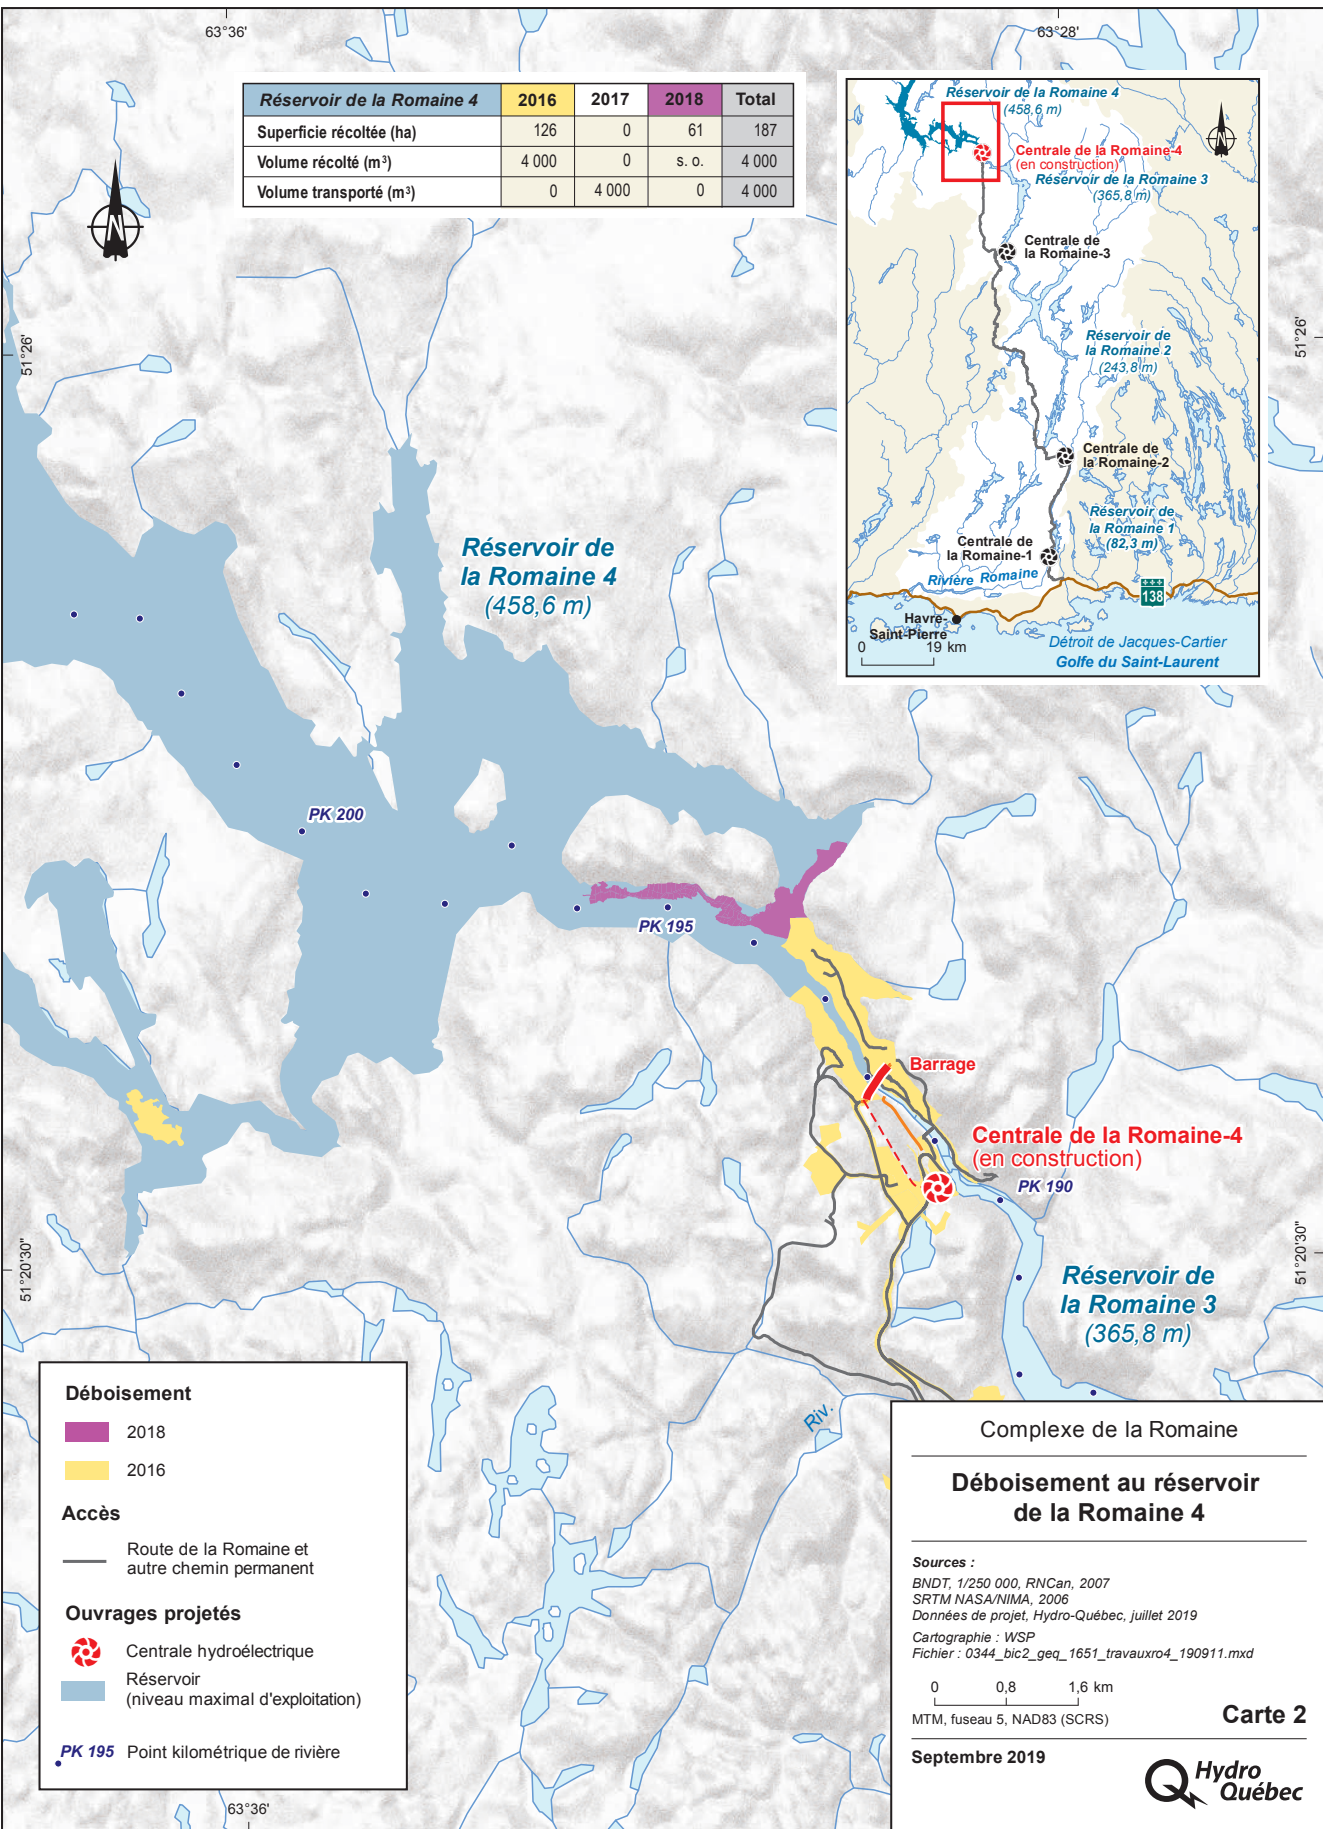 63°36'
63°28'
Réservoir de la Romaine 4 2016 2017 2018 Total
Superficie récoltée (ha) 126 0 61 187
Volume récolté (m³) 4 000 0 s. o. 4 000
Volume transporté (m³) 0 4 000 0 4 000
N
Réservoir de la Romaine 4
(458,6 m)
N
Centrale de la Romaine-4
(en construction)
Réservoir de la Romaine 3
(365,8 m)
Centrale de
la Romaine-3
Réservoir de
la Romaine 2
(243,8 m)
Centrale de
la Romaine-2
Réservoir de
la Romaine 1
(82,3 m)
Centrale de
la Romaine-1
Rivière Romaine
138
Havre-
Saint-Pierre
0 19 km
Détroit de Jacques-Cartier
Golfe du Saint-Laurent
51°26'
51°26'
Réservoir de
la Romaine 4
(458,6 m)
PK 200
PK 195
Barrage
Centrale de la Romaine-4
(en construction)
PK 190
51°20'30"
51°20'30"
Réservoir de
la Romaine 3
(365,8 m)
Riv.
Déboisement
2018
2016
Accès
Route de la Romaine et
autre chemin permanent
Ouvrages projetés
Centrale hydroélectrique
Réservoir
(niveau maximal d'exploitation)
PK 195 Point kilométrique de rivière
63°36'
Complexe de la Romaine
Déboisement au réservoir
de la Romaine 4
Sources :
BNDT, 1/250 000, RNCan, 2007
SRTM NASA/NIMA, 2006
Données de projet, Hydro-Québec, juillet 2019
Cartographie : WSP
Fichier : 0344_bic2_geq_1651_travauxro4_190911.mxd
0 0,8 1,6 km
MTM, fuseau 5, NAD83 (SCRS)
Carte 2
Septembre 2019
Hydro
Québec